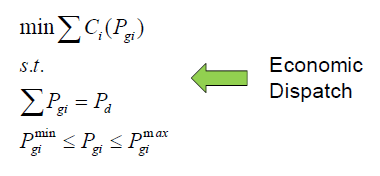 min ∑ C_i (P_gi)
s.t.
∑ P_gi = P_d
P_gi^min ≤ P_gi ≤ P_gi^max
Economic
Dispatch